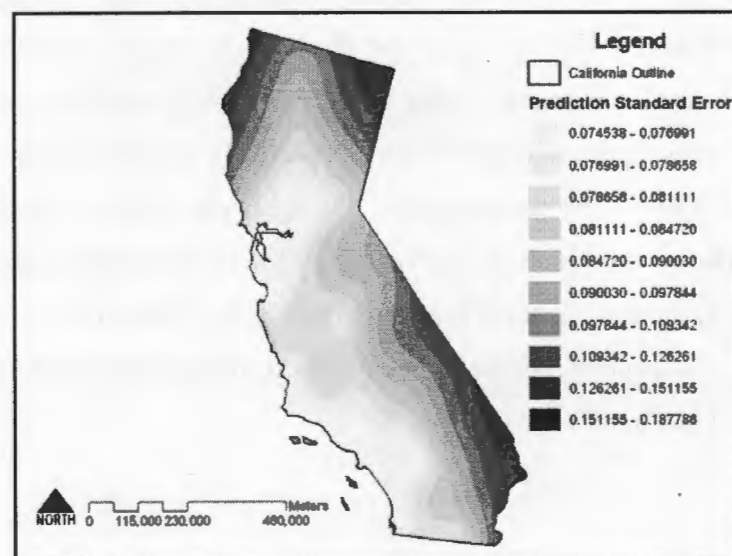 Legend
California Outline
Prediction Standard Error
0.074538 - 0.076991
0.076991 - 0.078658
0.078658 - 0.081111
0.081111 - 0.084720
0.084720 - 0.090030
0.090030 - 0.097844
0.097844 - 0.109342
0.109342 - 0.126261
0.126261 - 0.151155
0.151155 - 0.187786
NORTH
Meters
0 115,000 230,000 460,000